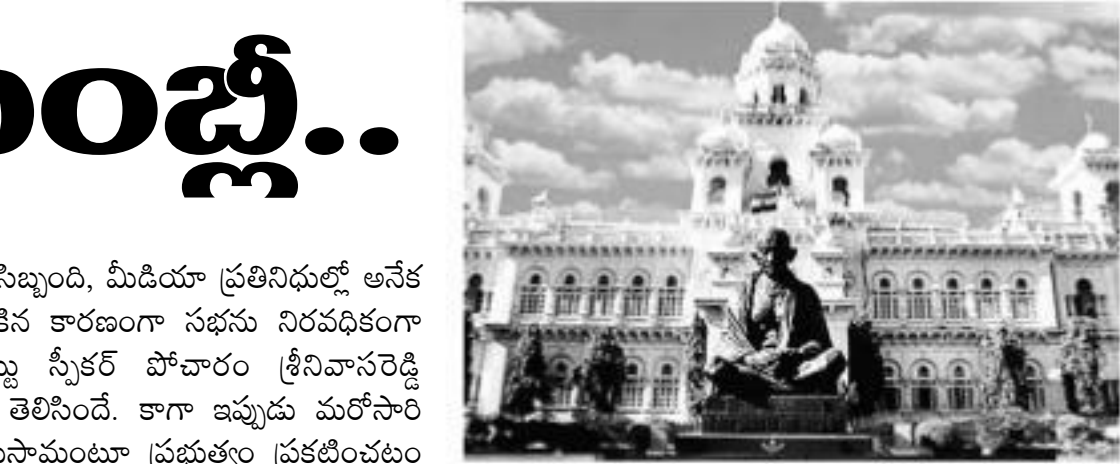 ప్రతినిధుల్లో అనేక
కారణంగా సభను నిరవధికంగా
స్పీకర్ పోచారం శ్రీనివాసరెడ్డి
తెలిసిందే. కాగా ఇప్పుడు మరోసారి
ప్రభుత్వం ప్రకటించటం